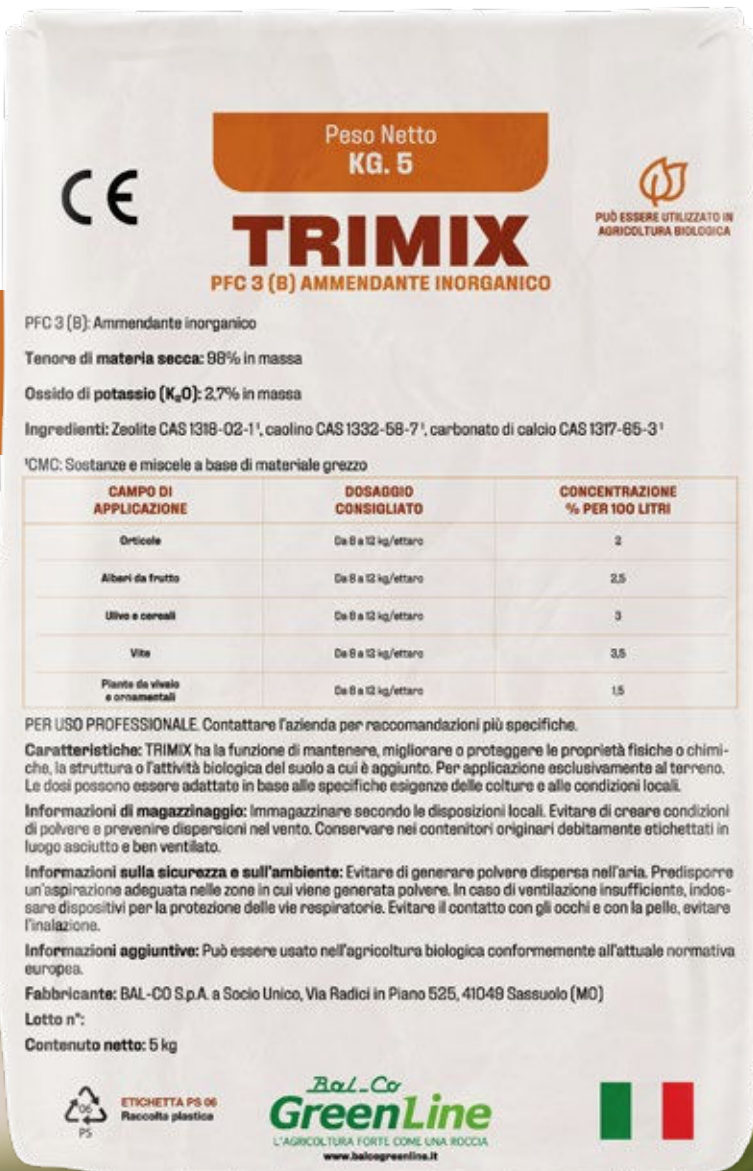 Peso Netto
KG. 5
CE
PUÒ ESSERE UTILIZZATO IN
AGRICOLTURA BIOLOGICA
TRIMIX
PFC 3 (B) AMMENDANTE INORGANICO
PFC 3 (B): Ammendante inorganico
Tenore di materia secca: 98% in massa
Ossido di potassio (K₂O): 2,7% in massa
Ingredienti: Zeolite CAS 1318-02-1¹, caolino CAS 1332-58-7¹, carbonato di calcio CAS 1317-65-3¹
¹CMC: Sostanze e miscele a base di materiale grezzo
CAMPO DI APPLICAZIONE DOSAGGIO CONSIGLIATO CONCENTRAZIONE % PER 100 LITRI
Orticole Da 8 a 12 kg/ettaro 2
Alberi da frutto Da 8 a 12 kg/ettaro 2,5
Ulivo e cereali Da 8 a 12 kg/ettaro 3
Vite Da 8 a 12 kg/ettaro 3,5
Piante da vivaio e ornamentali Da 8 a 12 kg/ettaro 1,5
PER USO PROFESSIONALE. Contattare l'azienda per raccomandazioni più specifiche.
Caratteristiche: TRIMIX ha la funzione di mantenere, migliorare o proteggere le proprietà fisiche o chimi-
che, la struttura o l'attività biologica del suolo a cui è aggiunto. Per applicazione esclusivamente al terreno.
Le dosi possono essere adattate in base alle specifiche esigenze delle colture e alle condizioni locali.
Informazioni di magazzinaggio: Immagazzinare secondo le disposizioni locali. Evitare di creare condizioni
di polvere e prevenire dispersioni nel vento. Conservare nei contenitori originari debitamente etichettati in
luogo asciutto e ben ventilato.
Informazioni sulla sicurezza e sull'ambiente: Evitare di generare polvere dispersa nell'aria. Predisporre
un'aspirazione adeguata nelle zone in cui viene generata polvere. In caso di ventilazione insufficiente, indos-
sare dispositivi per la protezione delle vie respiratorie. Evitare il contatto con gli occhi e con la pelle, evitare
l'inalazione.
Informazioni aggiuntive: Può essere usato nell'agricoltura biologica conformemente all'attuale normativa
europea.
Fabbricante: BAL-CO S.p.A. a Socio Unico, Via Radici in Piano 525, 41049 Sassuolo (MO)
Lotto n°:
Contenuto netto: 5 kg
06
PS
ETICHETTA PS 06
Raccolta plastica
Bal-Co
GreenLine
L'AGRICOLTURA FORTE COME UNA ROCCIA
www.balcogreenline.it